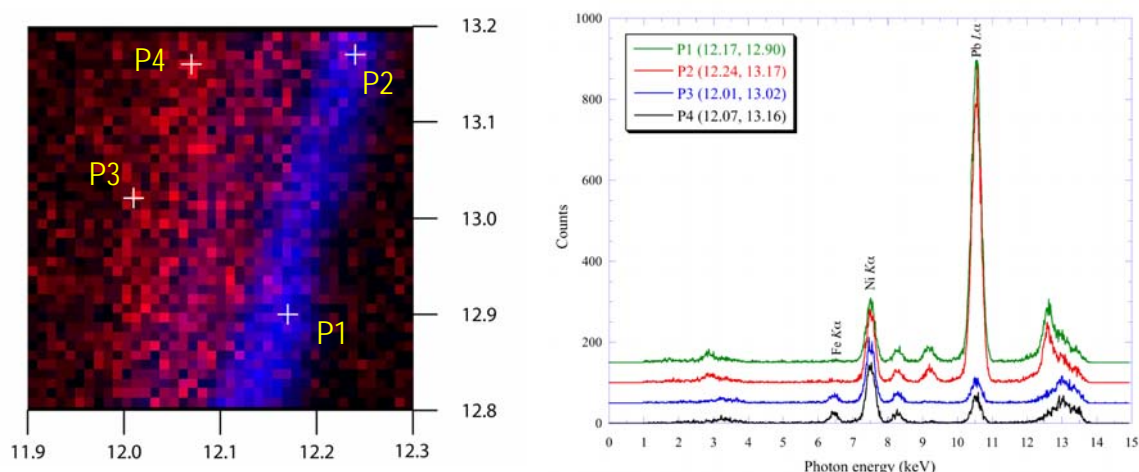 P4
P2
P3
P1
13.2
13.1
13.0
12.9
12.8
11.9 12.0 12.1 12.2 12.3
1000
800
600
400
200
0
Counts
P1 (12.17, 12.90)
P2 (12.24, 13.17)
P3 (12.01, 13.02)
P4 (12.07, 13.16)
Fe Kα
Ni Kα
Pb Lα
0 1 2 3 4 5 6 7 8 9 10 11 12 13 14 15
Photon energy (keV)